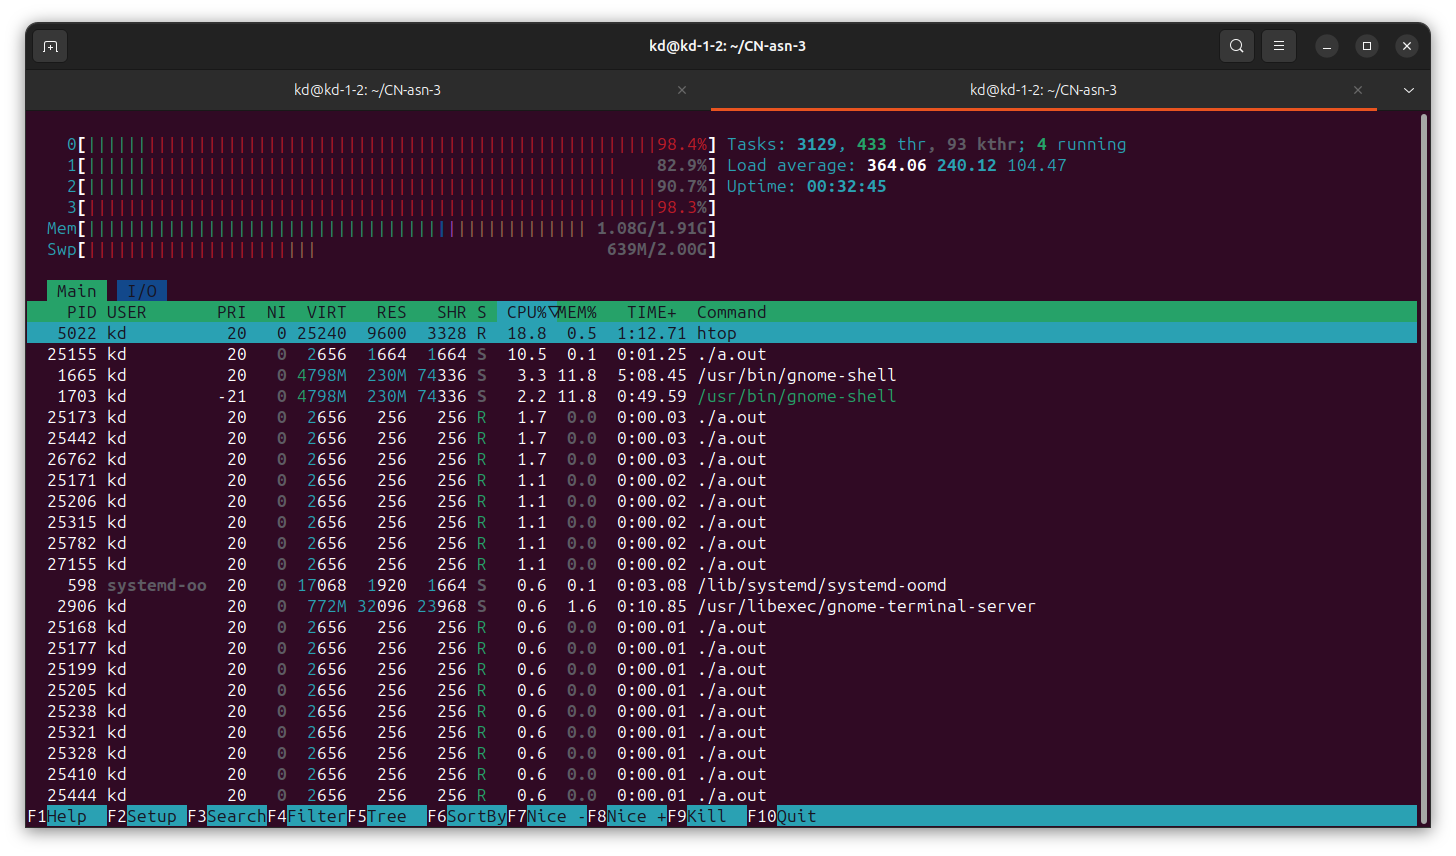 kd@kd-1-2: ~/CN-asn-3
kd@kd-1-2: ~/CN-asn-3 × kd@kd-1-2: ~/CN-asn-3 ×
0[||||||||||||||||||||||||||||||||||||||||||||||||||||||||98.4%] Tasks: 3129, 433 thr, 93 kthr; 4 running
1[||||||||||||||||||||||||||||||||||||||||||||||||||||| 82.9%] Load average: 364.06 240.12 104.47
2[||||||||||||||||||||||||||||||||||||||||||||||||||||||||90.7%] Uptime: 00:32:45
3[||||||||||||||||||||||||||||||||||||||||||||||||||||||||98.3%]
Mem[|||||||||||||||||||||||||||||||||||||||||||||||||| 1.08G/1.91G]
Swp[||||||||||||||||||||||| 639M/2.00G]
Main I/O
PID USER PRI NI VIRT RES SHR S CPU%▽MEM% TIME+ Command
5022 kd 20 0 25240 9600 3328 R 18.8 0.5 1:12.71 htop
25155 kd 20 0 2656 1664 1664 S 10.5 0.1 0:01.25 ./a.out
1665 kd 20 0 4798M 230M 74336 S 3.3 11.8 5:08.45 /usr/bin/gnome-shell
1703 kd -21 0 4798M 230M 74336 S 2.2 11.8 0:49.59 /usr/bin/gnome-shell
25173 kd 20 0 2656 256 256 R 1.7 0.0 0:00.03 ./a.out
25442 kd 20 0 2656 256 256 R 1.7 0.0 0:00.03 ./a.out
26762 kd 20 0 2656 256 256 R 1.7 0.0 0:00.03 ./a.out
25171 kd 20 0 2656 256 256 R 1.1 0.0 0:00.02 ./a.out
25206 kd 20 0 2656 256 256 R 1.1 0.0 0:00.02 ./a.out
25315 kd 20 0 2656 256 256 R 1.1 0.0 0:00.02 ./a.out
25782 kd 20 0 2656 256 256 R 1.1 0.0 0:00.02 ./a.out
27155 kd 20 0 2656 256 256 R 1.1 0.0 0:00.02 ./a.out
598 systemd-oo 20 0 17068 1920 1664 S 0.6 0.1 0:03.08 /lib/systemd/systemd-oomd
2906 kd 20 0 772M 32096 23968 S 0.6 1.6 0:10.85 /usr/libexec/gnome-terminal-server
25168 kd 20 0 2656 256 256 R 0.6 0.0 0:00.01 ./a.out
25177 kd 20 0 2656 256 256 R 0.6 0.0 0:00.01 ./a.out
25199 kd 20 0 2656 256 256 R 0.6 0.0 0:00.01 ./a.out
25205 kd 20 0 2656 256 256 R 0.6 0.0 0:00.01 ./a.out
25238 kd 20 0 2656 256 256 R 0.6 0.0 0:00.01 ./a.out
25321 kd 20 0 2656 256 256 R 0.6 0.0 0:00.01 ./a.out
25328 kd 20 0 2656 256 256 R 0.6 0.0 0:00.01 ./a.out
25410 kd 20 0 2656 256 256 R 0.6 0.0 0:00.01 ./a.out
25444 kd 20 0 2656 256 256 R 0.6 0.0 0:00.01 ./a.out
F1Help F2Setup F3SearchF4FilterF5Tree F6SortByF7Nice -F8Nice +F9Kill F10Quit